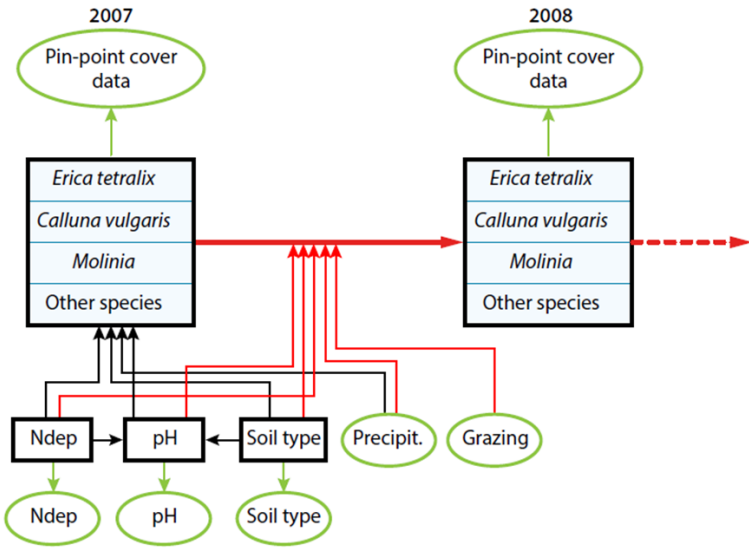 2007
2008
Pin-point cover
data
Pin-point cover
data
Erica tetralix
Calluna vulgaris
Molinia
Other species
Erica tetralix
Calluna vulgaris
Molinia
Other species
Ndep
pH
Soil type
Precipit.
Grazing
Ndep
pH
Soil type